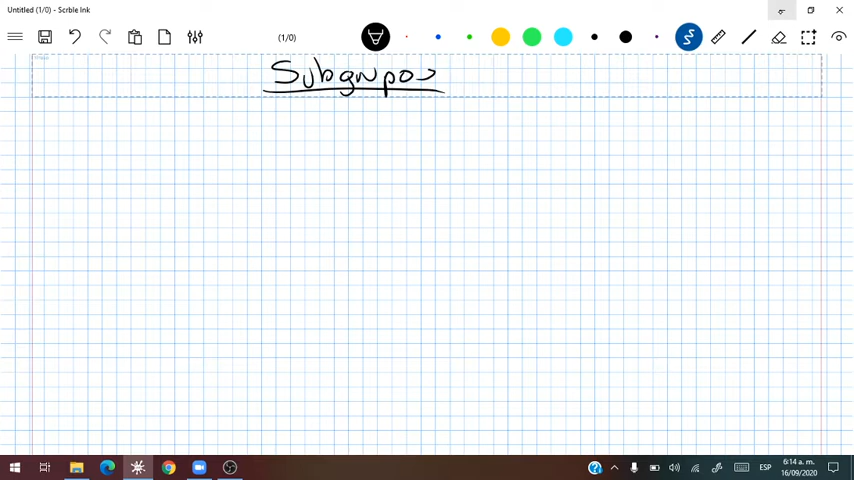 Untitled (1/0) - Scrble Ink
(1/0)
Subgrupos
ESP
6:14 a. m.
16/09/2020